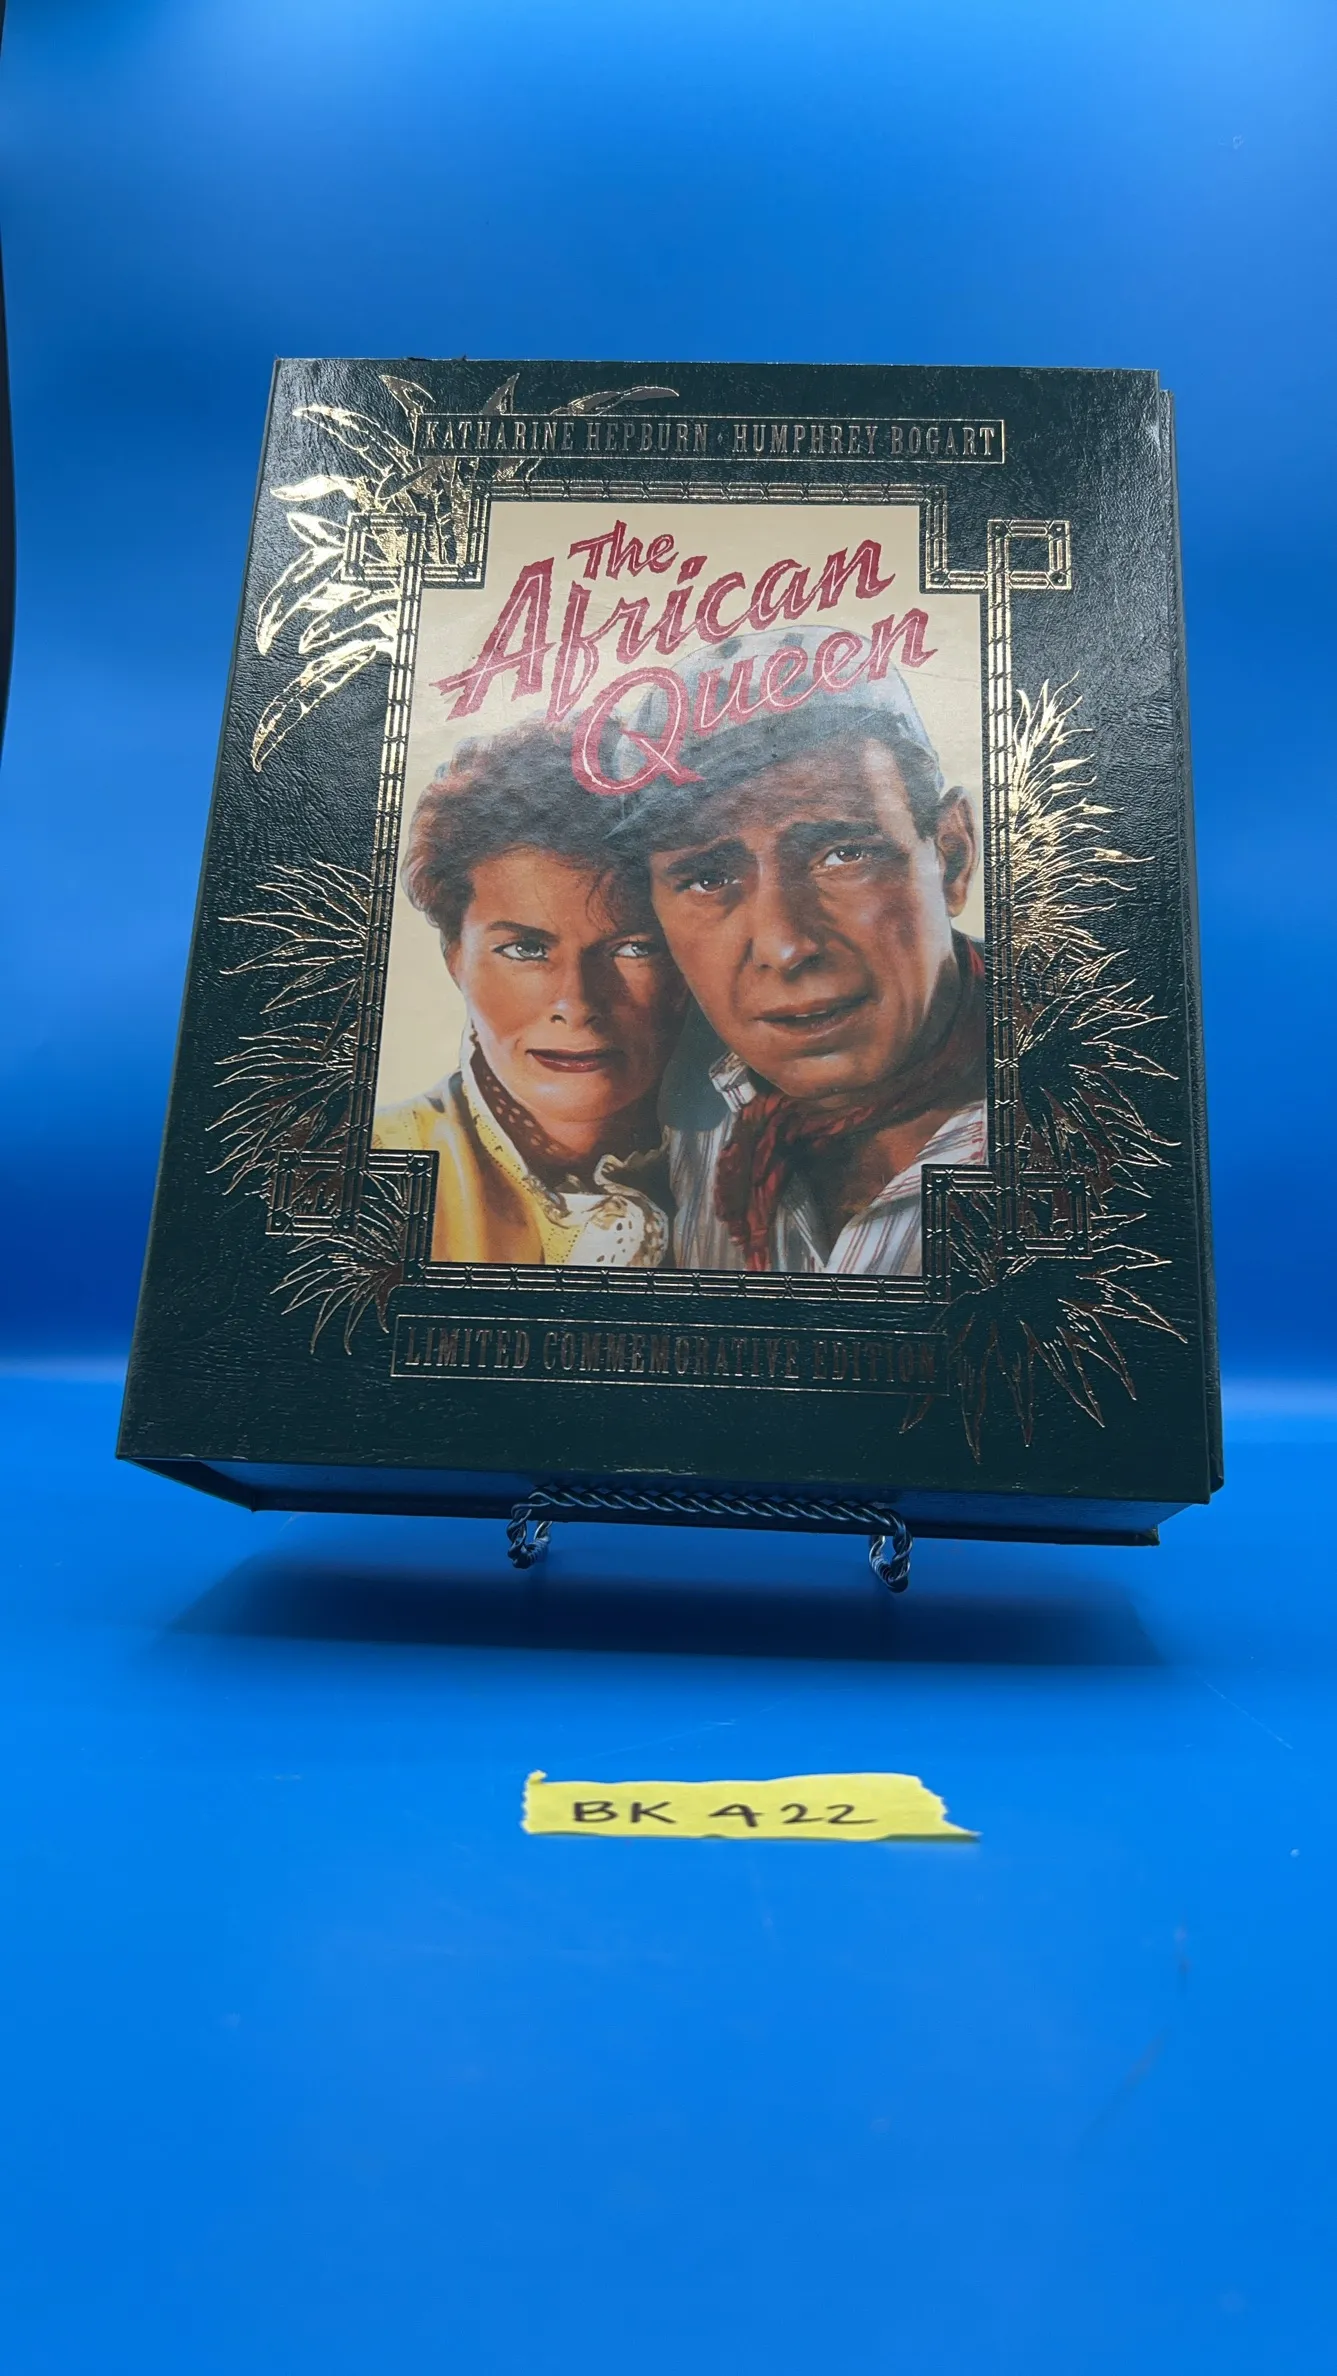 KATHARINE HEPBURN · HUMPHREY BOGART
The
African
Queen
LIMITED COMMEMORATIVE EDITION
BK 422